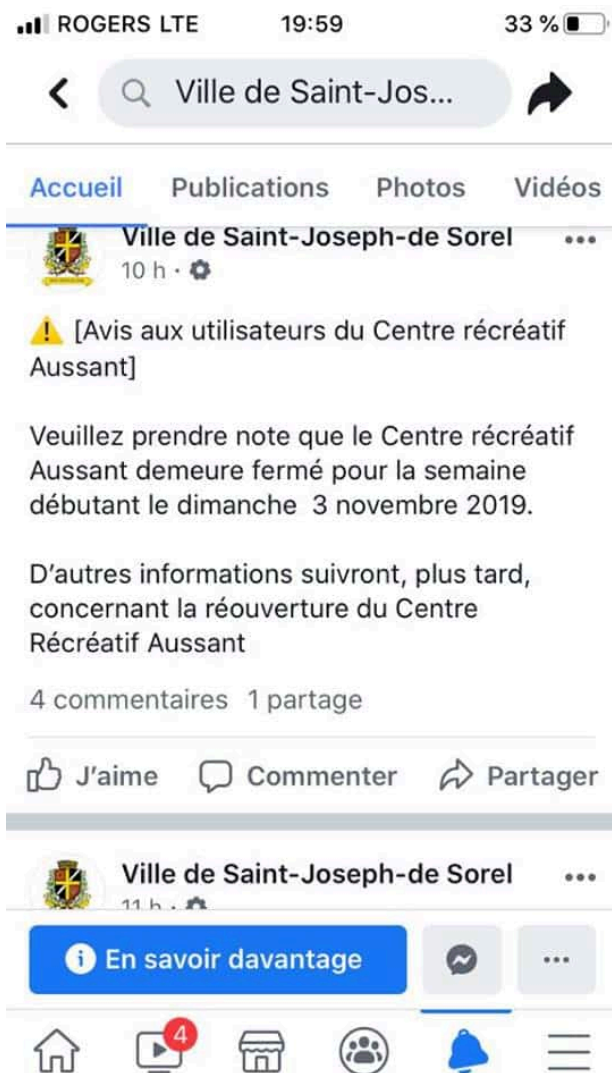 ROGERS LTE 19:59 33 %
Ville de Saint-Jos...
Accueil Publications Photos Vidéos
Ville de Saint-Joseph-de Sorel
10 h ·
[Avis aux utilisateurs du Centre récréatif
Aussant]
Veuillez prendre note que le Centre récréatif
Aussant demeure fermé pour la semaine
débutant le dimanche 3 novembre 2019.
D'autres informations suivront, plus tard,
concernant la réouverture du Centre
Récréatif Aussant
4 commentaires 1 partage
J'aime Commenter Partager
Ville de Saint-Joseph-de Sorel
11 h ·
En savoir davantage
4